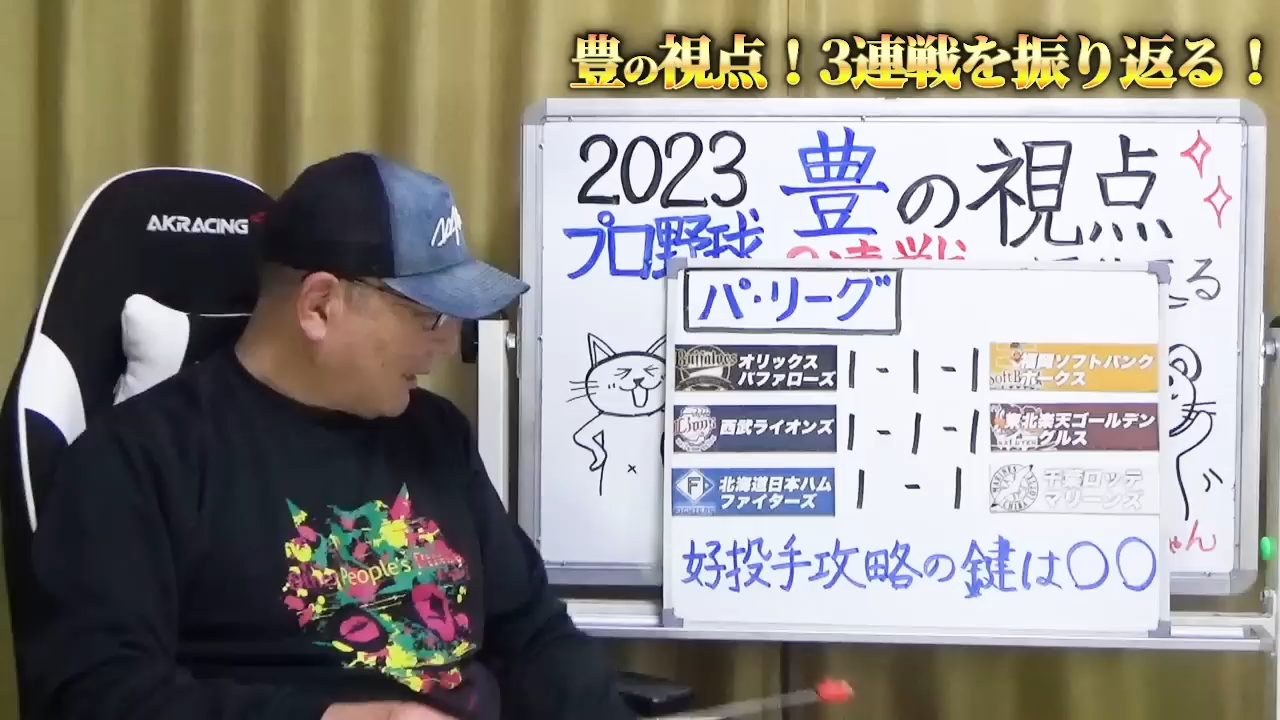 豊の視点！3連戦を振り返る！
AKRACING
2023 豊の視点
プロ野球
パ・リーグ
Buffaloes オリックス バファローズ 1-1-1 福岡ソフトバンク ホークス
Lions 西武ライオンズ 1-1-1 東北楽天ゴールデン イーグルス
F 北海道日本ハム ファイターズ 1-1 千葉ロッテ マリーンズ
好投手攻略の鍵は〇〇
People's